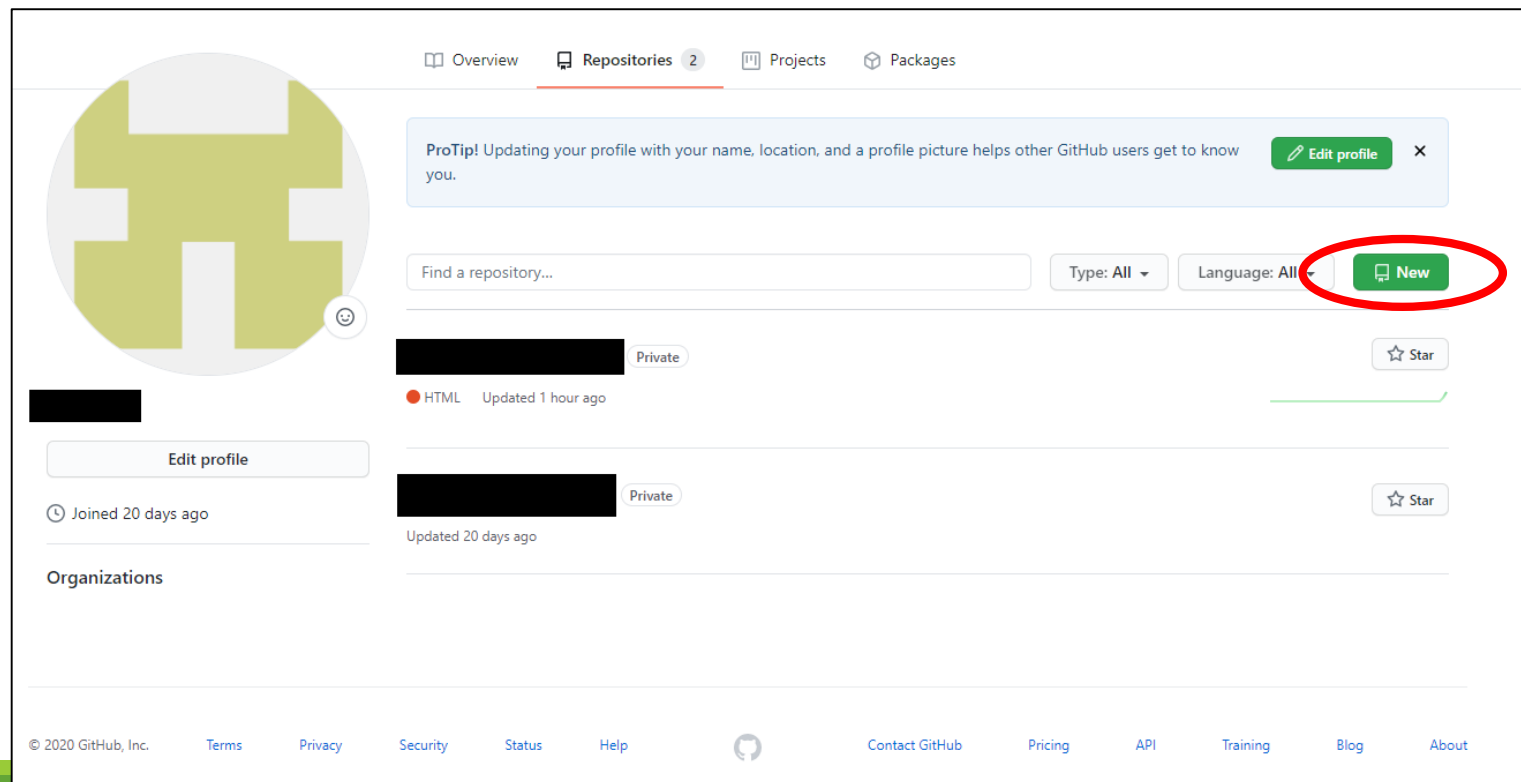 Overview Repositories 2 Projects Packages
ProTip! Updating your profile with your name, location, and a profile picture helps other GitHub users get to know
you.
Edit profile
Find a repository...
Type: All
Language: All
New
Private
Star
HTML Updated 1 hour ago
Edit profile
Private
Star
Joined 20 days ago
Updated 20 days ago
Organizations
© 2020 GitHub, Inc. Terms Privacy Security Status Help Contact GitHub Pricing API Training Blog About